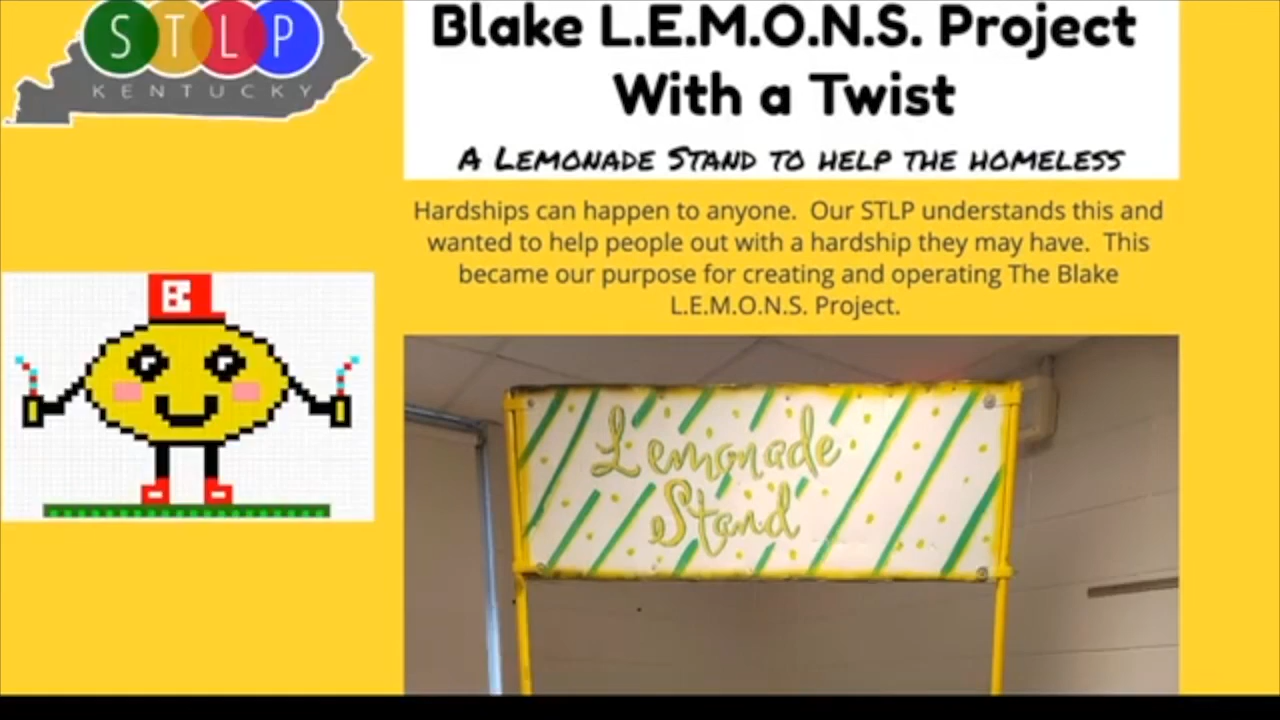 STLP
KENTUCKY
Blake L.E.M.O.N.S. Project
With a Twist
A LEMONADE STAND TO HELP THE HOMELESS
Hardships can happen to anyone. Our STLP understands this and
wanted to help people out with a hardship they may have. This
became our purpose for creating and operating The Blake
L.E.M.O.N.S. Project.
B
Lemonade
Stand